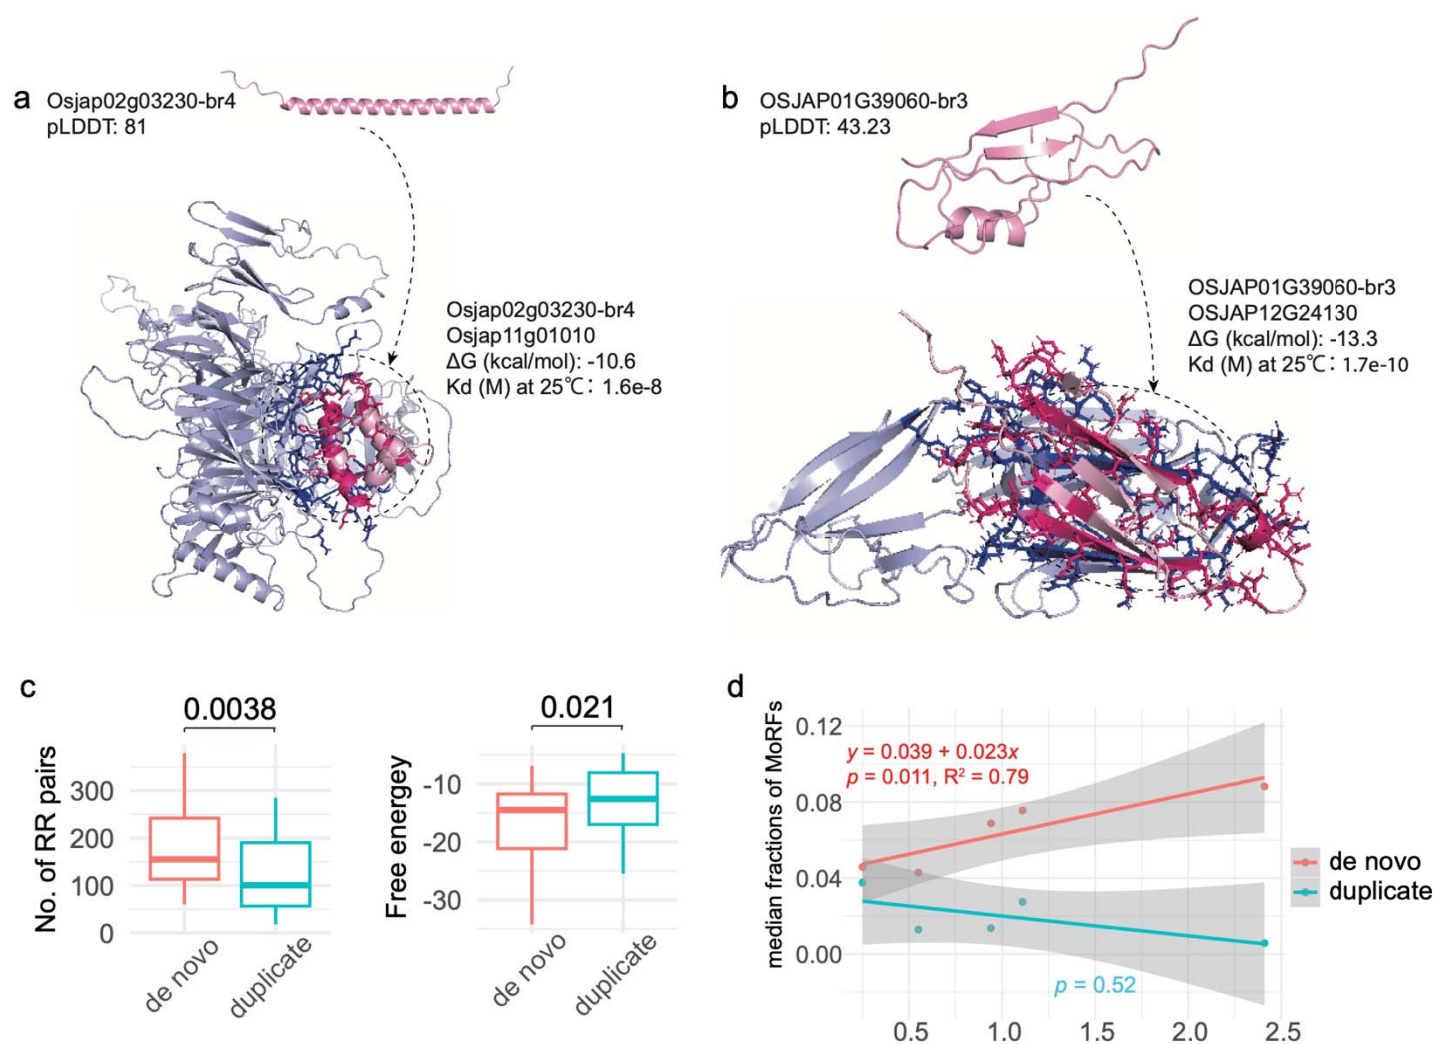 a
Osjap02g03230-br4
pLDDT: 81
Osjap02g03230-br4
Osjap11g01010
ΔG (kcal/mol): -10.6
Kd (M) at 25℃: 1.6e-8
b
OSJAP01G39060-br3
pLDDT: 43.23
OSJAP01G39060-br3
OSJAP12G24130
ΔG (kcal/mol): -13.3
Kd (M) at 25℃: 1.7e-10
c
0.0038
No. of RR pairs
300
200
100
0
de novo
duplicate
0.021
Free energey
-10
-20
-30
de novo
duplicate
d
median fractions of MoRFs
0.12
0.08
0.04
0.00
y = 0.039 + 0.023x
p = 0.011, R² = 0.79
p = 0.52
0.5
1.0
1.5
2.0
2.5
de novo
duplicate